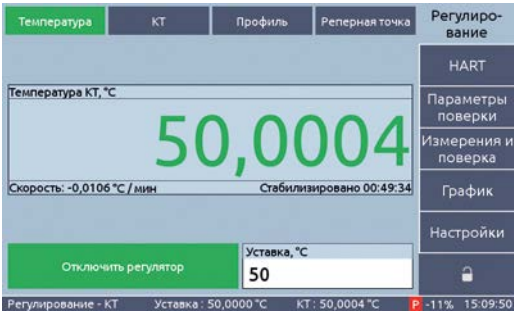 Температура КТ Профиль Реперная точка Регулиро-
вание
HART
Температура КТ, °C
Параметры
поверки
50,0004
Измерения и
поверка
Скорость: -0,0106 °C / мин Стабилизировано 00:49:34
График
Настройки
Отключить регулятор
Уставка, °C
50
Регулирование - КТ Уставка : 50,0000 °C КТ : 50,0004 °C P -11% 15:09:50